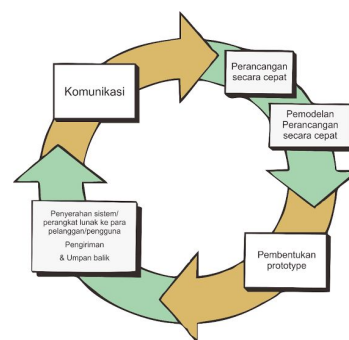 Komunikasi
Perancangan
secara cepat
Pemodelan
Perancangan
secara cepat
Pembentukan
prototype
Penyerahan sistem/
perangkat lunak ke para
pelanggan/pengguna
Pengiriman
& Umpan balik